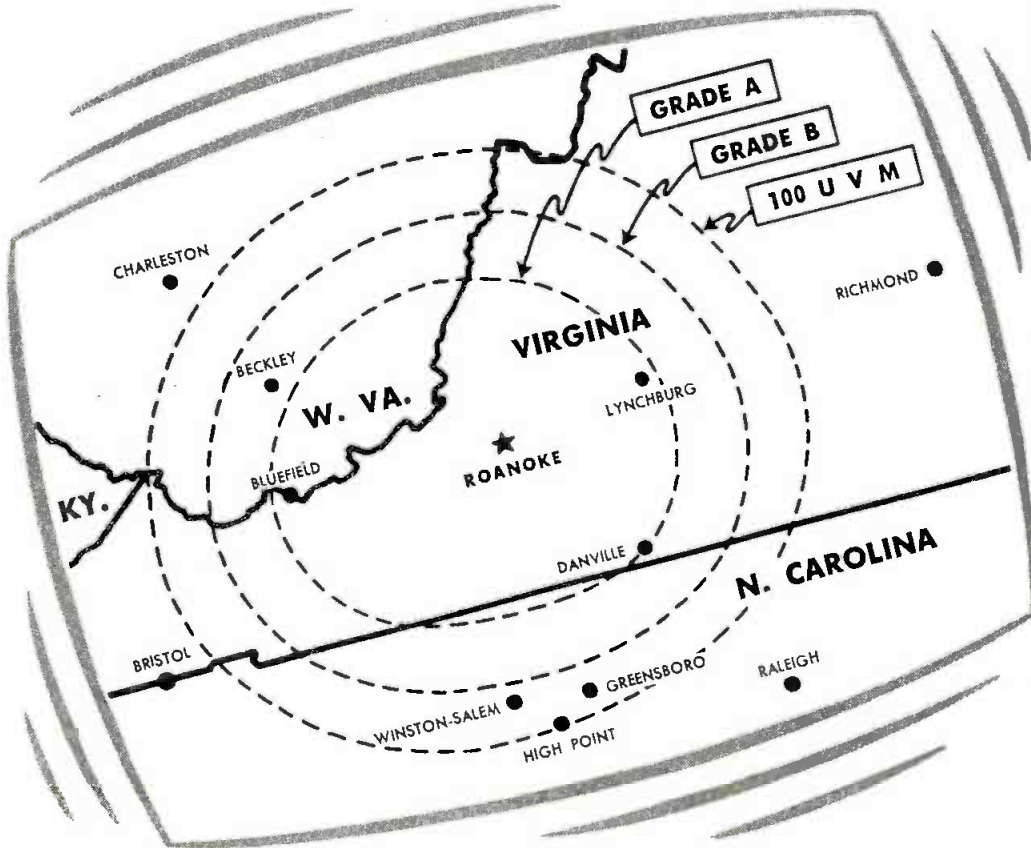 GRADE A
GRADE B
100 U V M
CHARLESTON
RICHMOND
VIRGINIA
BECKLEY
W. VA.
LYNCHBURG
ROANOKE
BLUEFIELD
KY.
DANVILLE
N. CAROLINA
BRISTOL
GREENSBORO
RALEIGH
WINSTON-SALEM
HIGH POINT